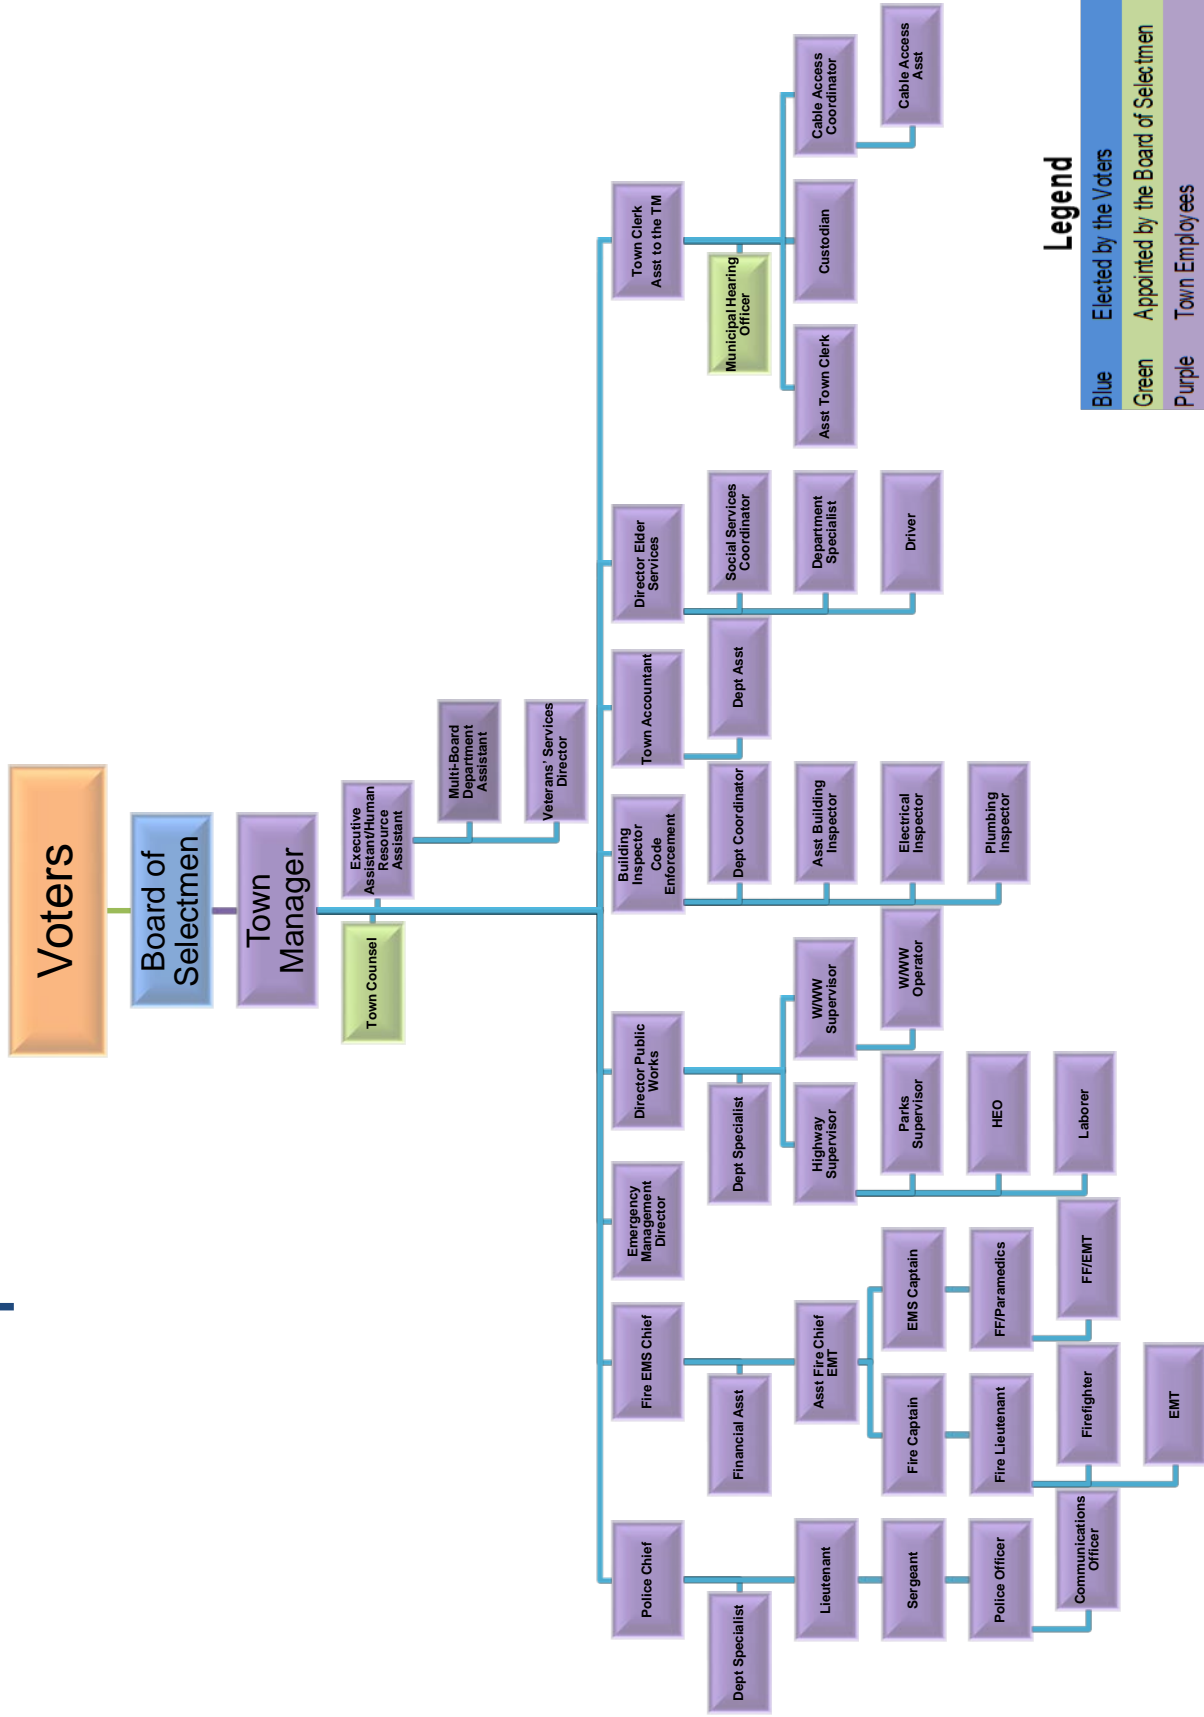 Voters
Board of
Selectmen
Town
Manager
Town Counsel
Executive
Assistant/Human
Resource
Assistant
Multi-Board
Department
Assistant
Veterans' Services
Director
Police Chief
Dept Specialist
Lieutenant
Sergeant
Police Officer
Communications
Officer
Fire EMS Chief
Financial Asst
Asst Fire Chief
EMT
Fire Captain
Fire Lieutenant
Firefighter
EMT
EMS Captain
FF/Paramedics
FF/EMT
Emergency
Management
Director
Director Public
Works
Dept Specialist
Highway
Supervisor
Parks
Supervisor
HEO
Laborer
W/WW
Supervisor
W/WW
Operator
Building
Inspector
Code
Enforcement
Dept Coordinator
Asst Building
Inspector
Electrical
Inspector
Plumbing
Inspector
Town Accountant
Dept Asst
Director Elder
Services
Social Services
Coordinator
Department
Specialist
Driver
Town Clerk
Asst to the TM
Municipal Hearing
Officer
Asst Town Clerk
Custodian
Cable Access
Coordinator
Cable Access
Asst
Legend
Blue Elected by the Voters
Green Appointed by the Board of Selectmen
Purple Town Employees